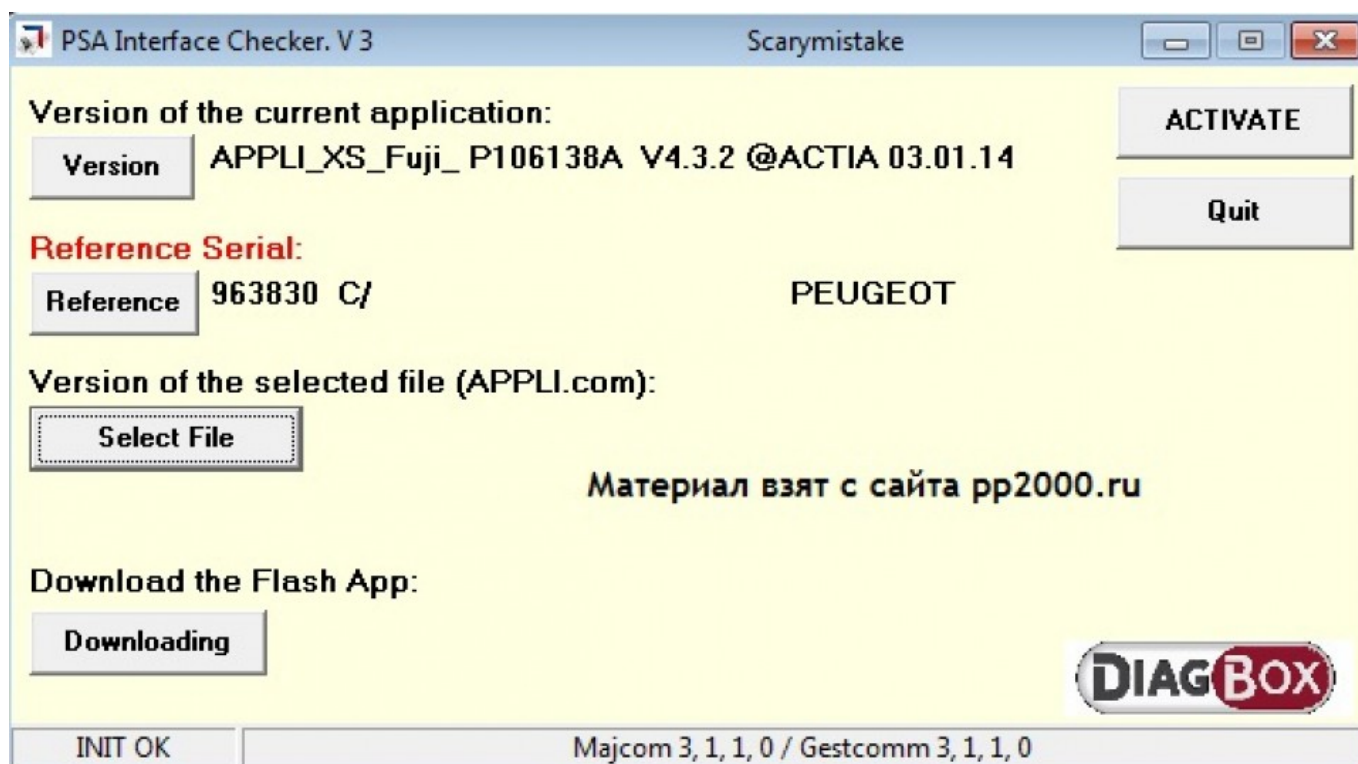 PSA Interface Checker. V 3 Scarymistake
Version of the current application:
ACTIVATE
Version APPLI_XS_Fuji_ P106138A V4.3.2 @ACTIA 03.01.14
Quit
Reference Serial:
Reference 963830 C/ PEUGEOT
Version of the selected file (APPLI.com):
Select File
Материал взят с сайта pp2000.ru
Download the Flash App:
Downloading
DIAGBOX
INIT OK Majcom 3, 1, 1, 0 / Gestcomm 3, 1, 1, 0